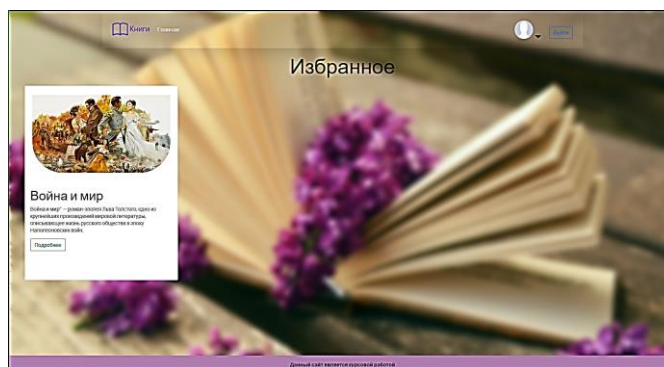 Книги Главная
Выйти
Избранное
Война и мир
Война и мир" — роман-эпопея Льва Толстого, одно из
крупнейших произведений мировой литературы,
описывающее жизнь русского общества в эпоху
Наполеоновских войн.
Подробнее
Данный сайт является курсовой работой